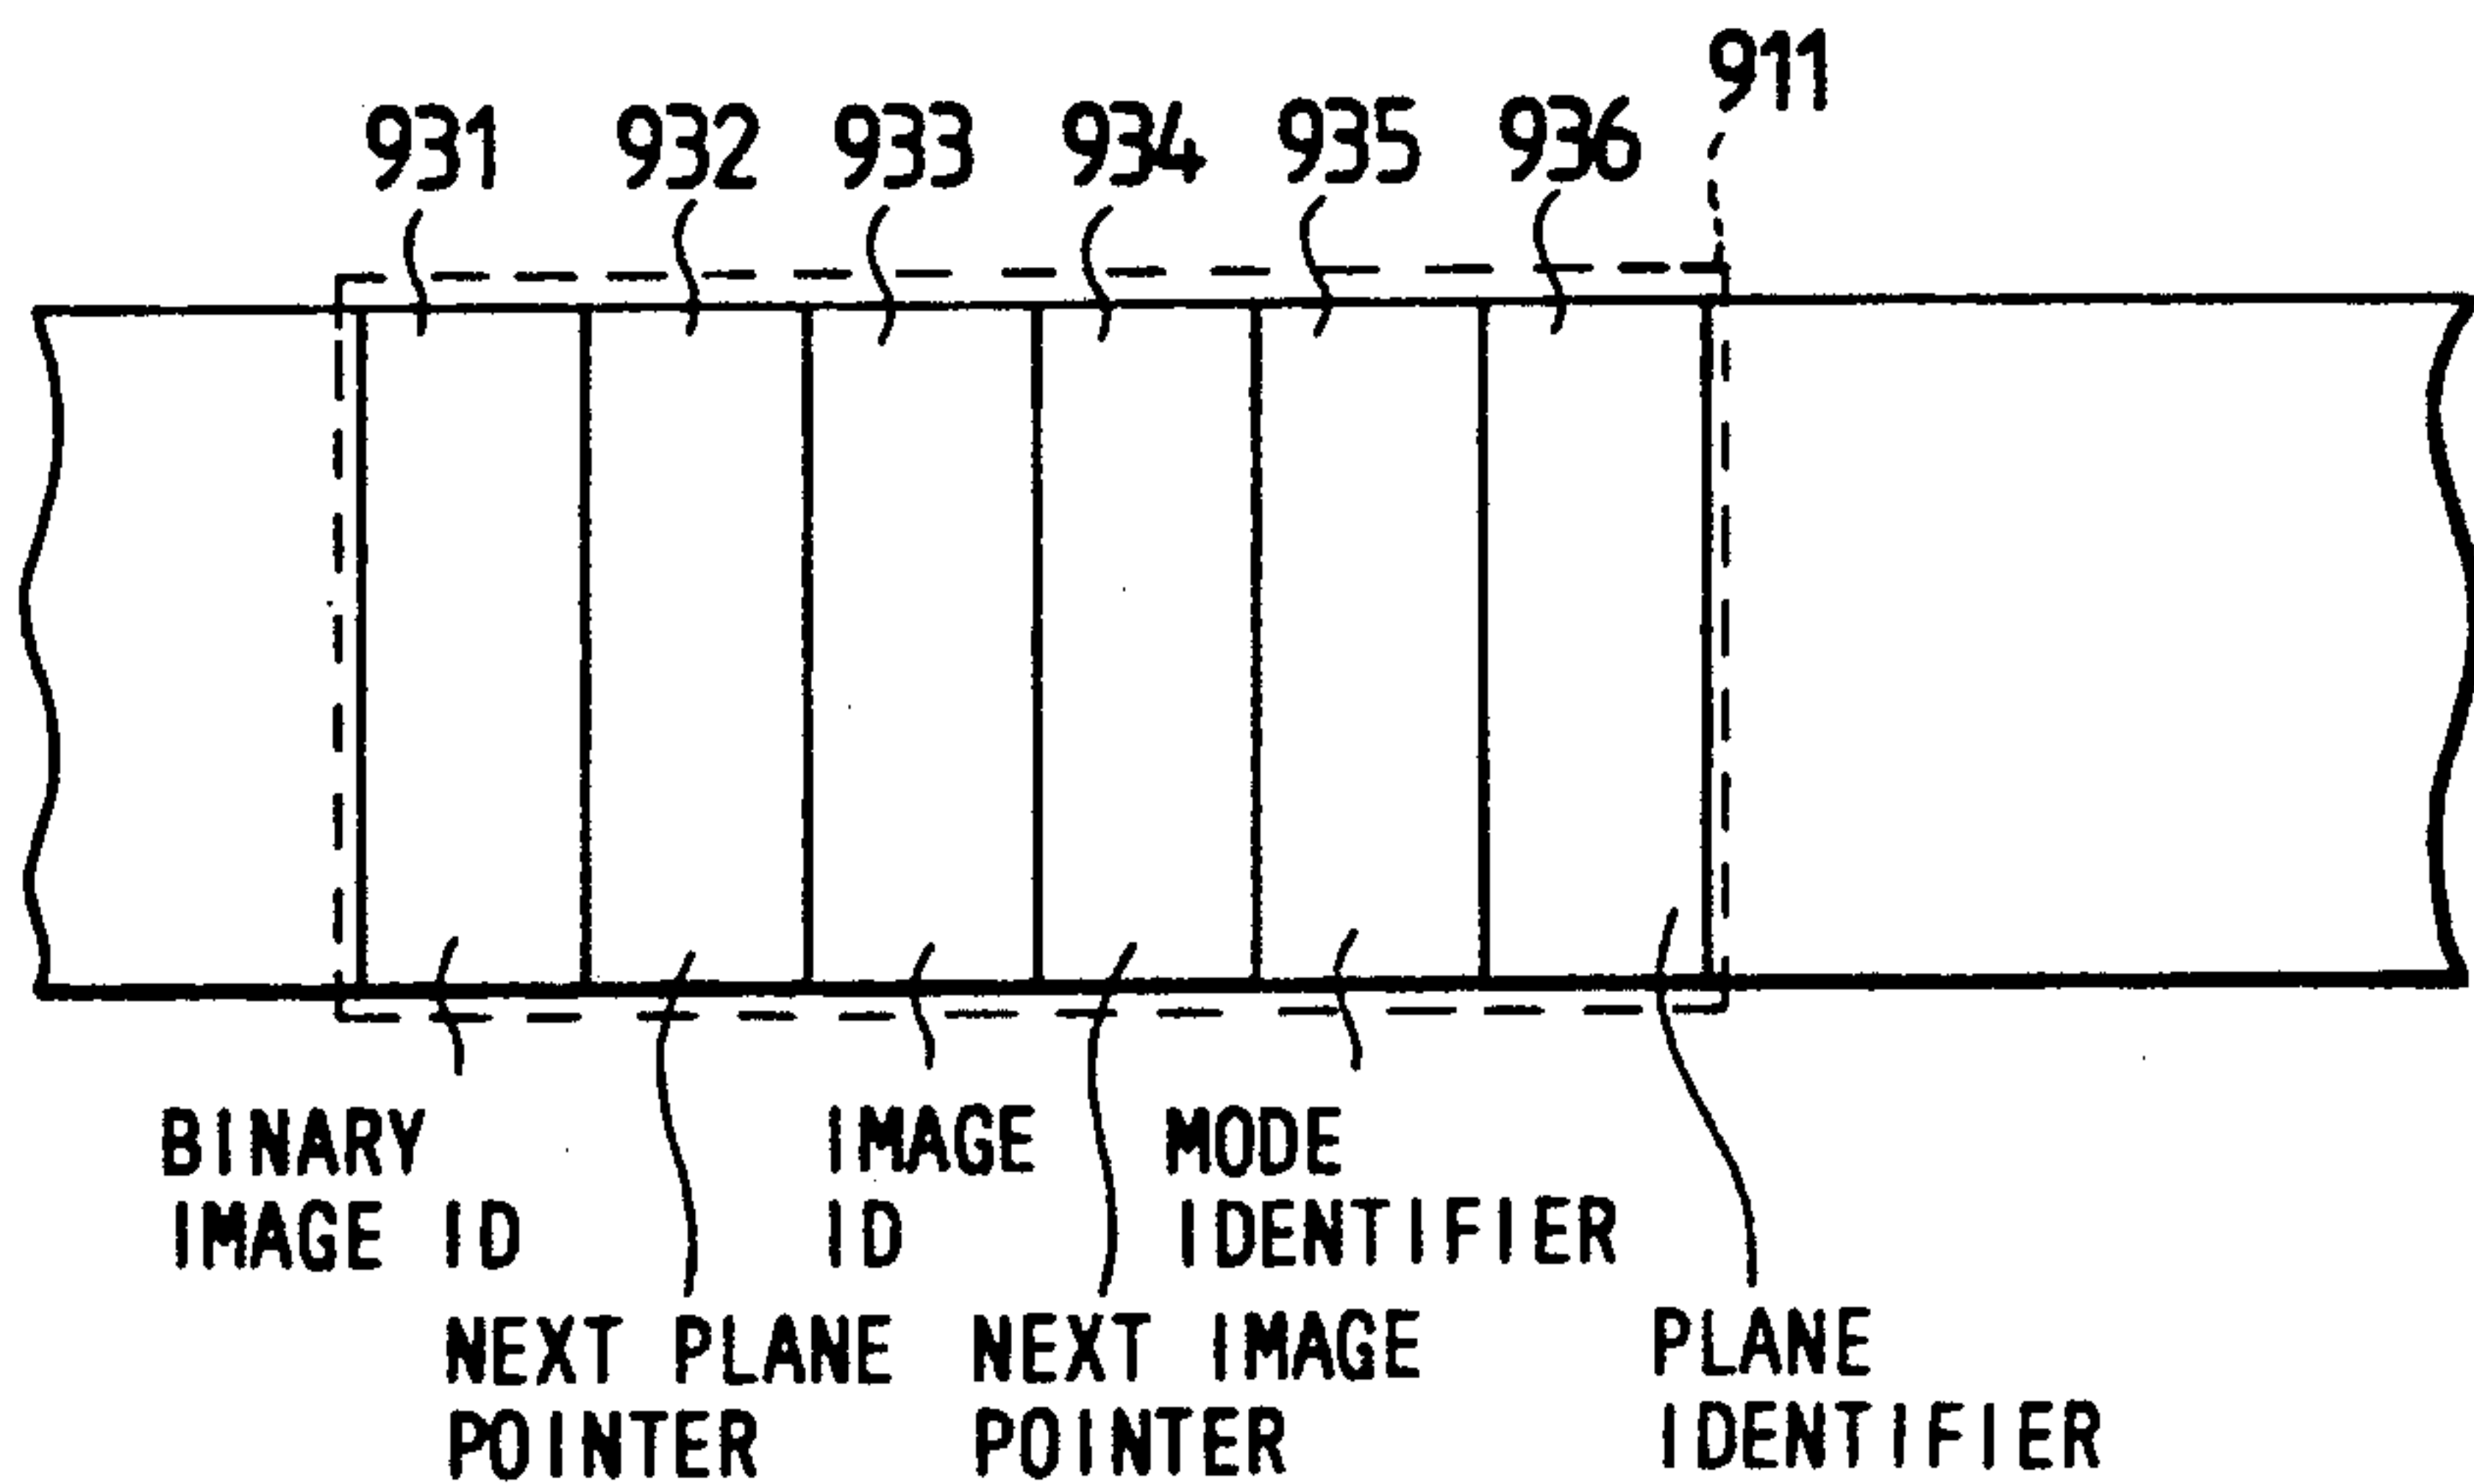 911
931 932 933 934 935 936
BINARY
IMAGE ID
IMAGE
ID
MODE
IDENTIFIER
NEXT PLANE
POINTER
NEXT IMAGE
POINTER
PLANE
IDENTIFIER